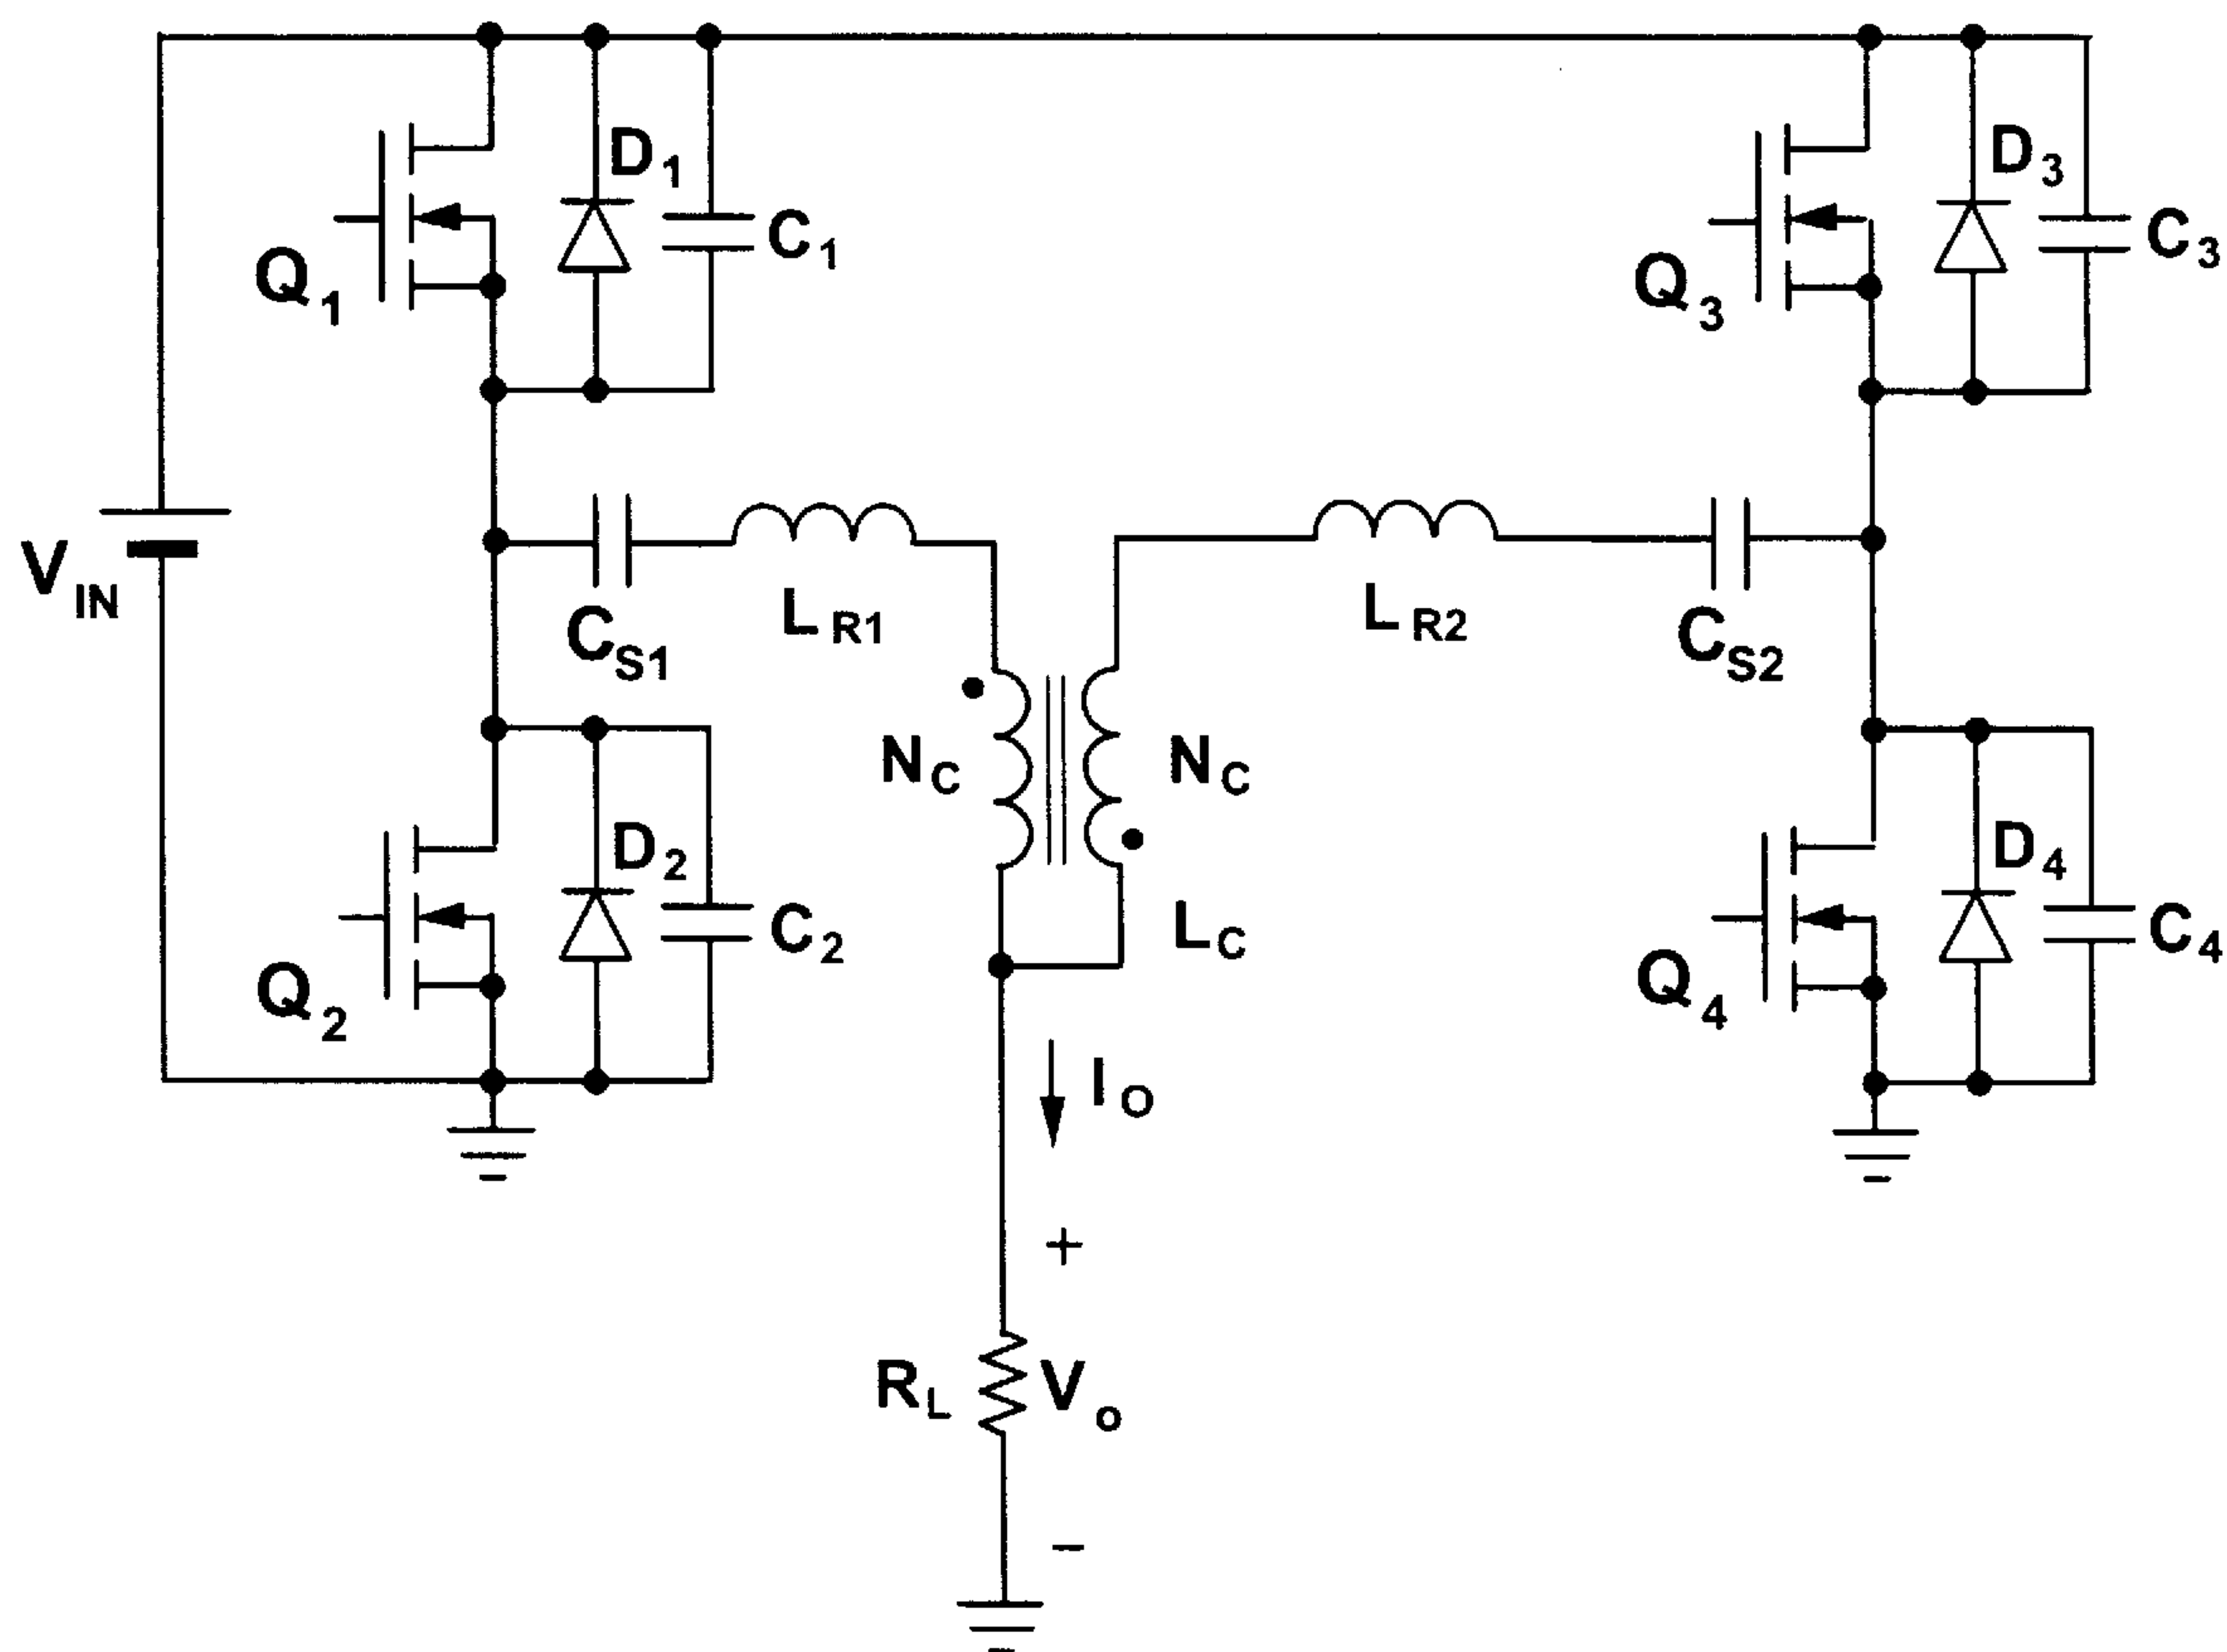 D1
C1
Q1
D3
C3
Q3
VIN
CS1
LR1
LR2
CS2
NC
NC
D2
C2
Q2
LC
D4
C4
Q4
IO
+
RL
Vo
−